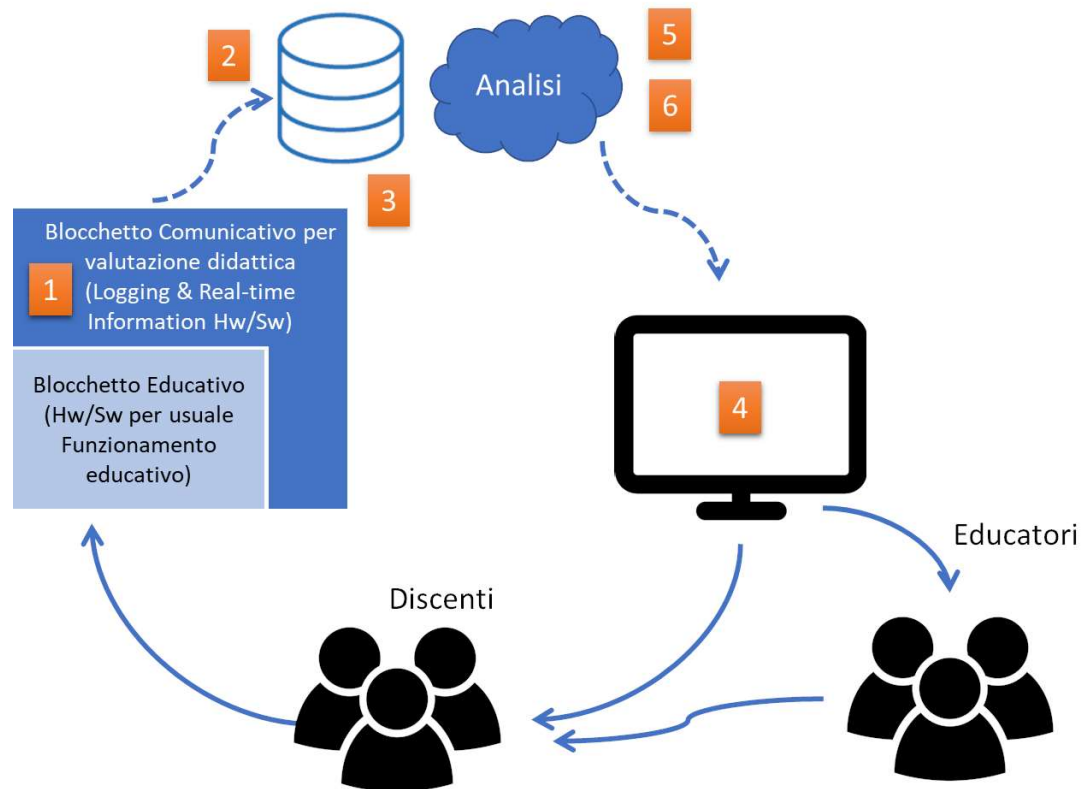 2
Analisi
5
6
3
Blocchetto Comunicativo per
valutazione didattica
1
(Logging & Real-time
Information Hw/Sw)
Blocchetto Educativo
(Hw/Sw per usuale
Funzionamento
educativo)
4
Educatori
Discenti